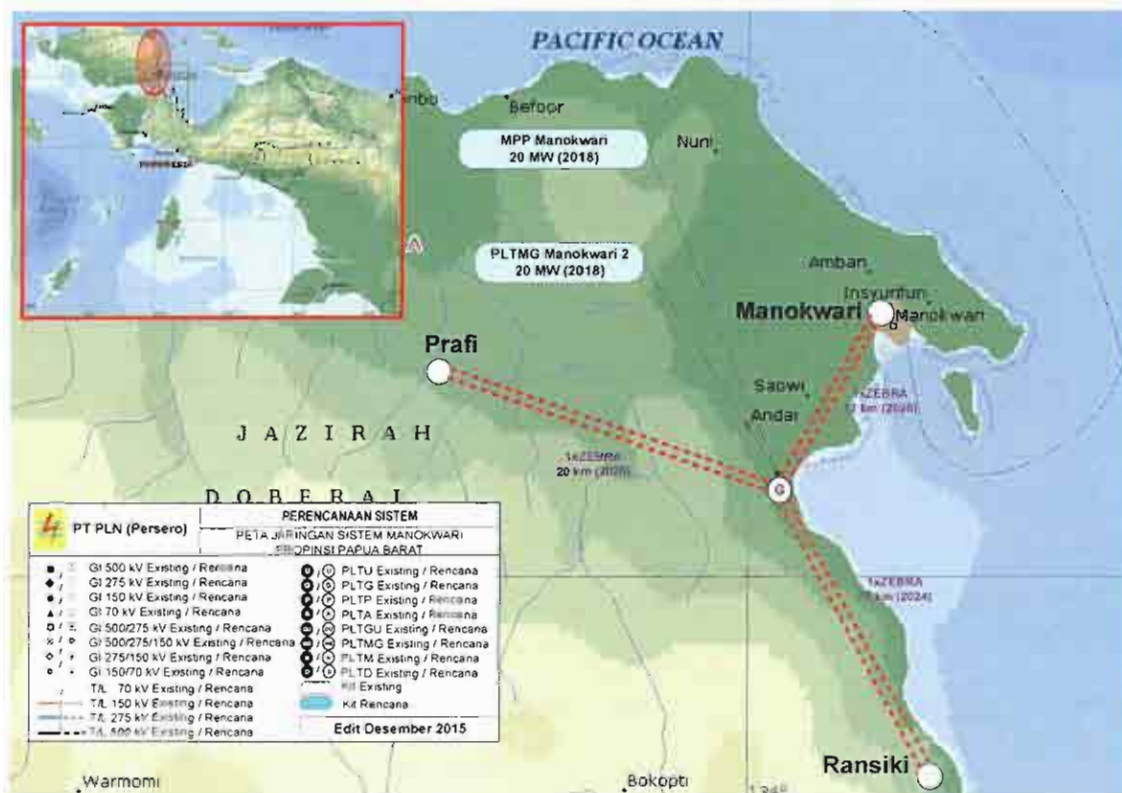 PACIFIC OCEAN
Befoor
MPP Manokwari
20 MW (2018)
Nuni
A
PLTMG Manokwari 2
20 MW (2018)
Amban
Manokwari
Manokwari
Prafi
1xZEBRA
Andai
JAZIRAH
1xZEBRA
20 km
G
DOBERAI
PT PLN (Persero)
PERENCANAAN SISTEM
PETA JARINGAN SISTEM MANOKWARI
PROPINSI PAPUA BARAT
GI 500 kV Existing / Rencana
GI 275 kV Existing / Rencana
GI 150 kV Existing / Rencana
GI 70 kV Existing / Rencana
GI 500/275 kV Existing / Rencana
GI 500/275/150 kV Existing / Rencana
GI 275/150 kV Existing / Rencana
GI 150/70 kV Existing / Rencana
T/L 70 kV Existing / Rencana
T/L 150 kV Existing / Rencana
T/L 275 kV Existing / Rencana
T/L 500 kV Existing / Rencana
PLTU Existing / Rencana
PLTG Existing / Rencana
PLTP Existing / Rencana
PLTA Existing / Rencana
PLTGU Existing / Rencana
PLTMG Existing / Rencana
PLTM Existing / Rencana
PLTD Existing / Rencana
Kit Existing
Kit Rencana
Edit Desember 2015
1xZEBRA
km (2024)
Ransiki
Warmomi
Bokopti